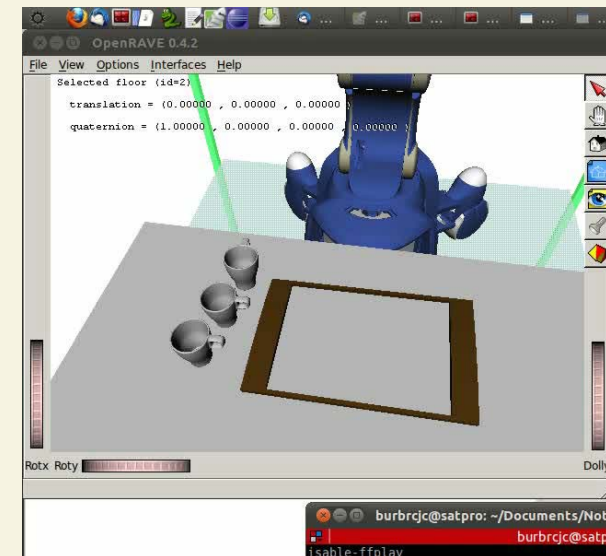 OpenRAVE 0.4.2
File View Options Interfaces Help
Selected floor (id=2)
translation = (0.00000 , 0.00000 , 0.00000 )
quaternion = (1.00000 , 0.00000 , 0.00000 , 0.00000 )
Rotx Roty
Dolly
burbrcjc@satpro: ~/Documents/Not
burbrcjc@satp
isable-ffplay